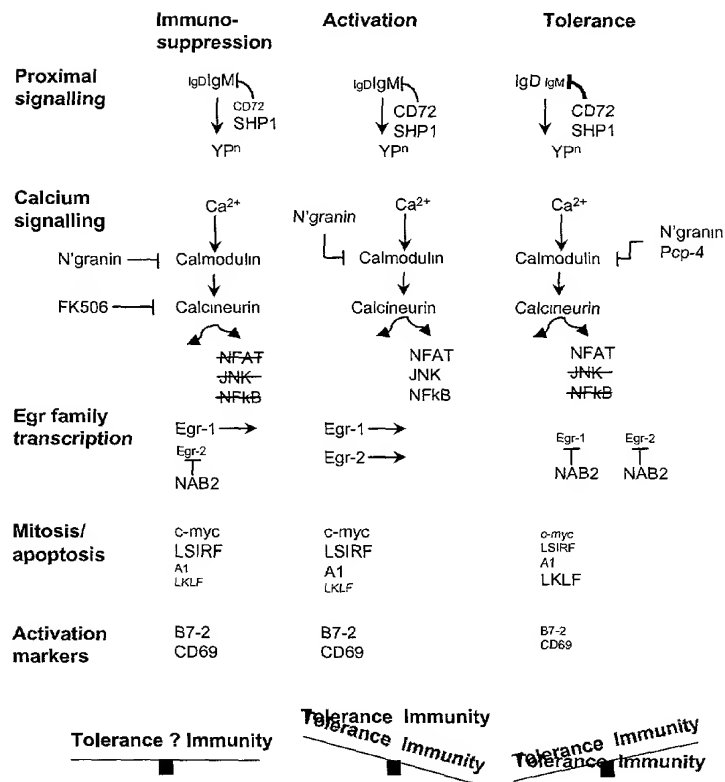 Immuno-suppression Activation Tolerance
Proximal signalling
IgDIgM IgDIgM IgD IgM
CD72 CD72 CD72
SHP1 SHP1 SHP1
YPn YPn YPn
Calcium signalling
Ca2+ Ca2+ Ca2+
N'granin
N'granin Calmodulin Calmodulin Calmodulin N'granin Pcp-4
FK506 Calcineurin Calcineurin Calcineurin
NFAT NFAT NFAT
JNK JNK JNK
NFkB NFkB NFkB
Egr family transcription
Egr-1 Egr-1 Egr-1 Egr-2
Egr-2 Egr-2
NAB2 NAB2 NAB2
Mitosis/ apoptosis
c-myc c-myc c-myc
LSIRF LSIRF LSIRF
A1 A1 A1
LKLF LKLF LKLF
Activation markers
B7-2 B7-2 B7-2
CD69 CD69 CD69
Tolerance ? Immunity
Tolerance Immunity
Tolerance Immunity
Tolerance Immunity
Tolerance Immunity